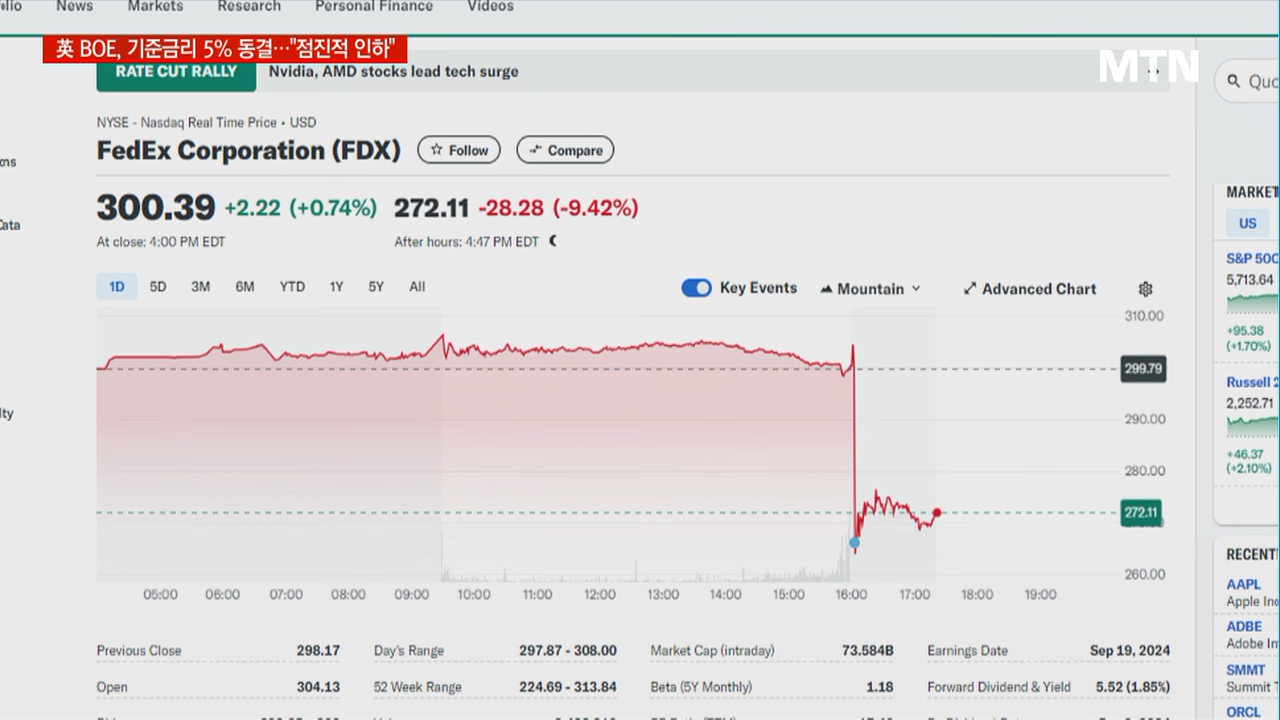 News Markets Research Personal Finance Videos
英 BOE, 기준금리 5% 동결…"점진적 인하"
MTN
RATE CUT RALLY Nvidia, AMD stocks lead tech surge
NYSE - Nasdaq Real Time Price • USD
FedEx Corporation (FDX) Follow Compare
300.39 +2.22 (+0.74%) 272.11 -28.28 (-9.42%)
At close: 4:00 PM EDT After hours: 4:47 PM EDT
1D 5D 3M 6M YTD 1Y 5Y All Key Events Mountain Advanced Chart
310.00
299.79
290.00
280.00
272.11
260.00
05:00 06:00 07:00 08:00 09:00 10:00 11:00 12:00 13:00 14:00 15:00 16:00 17:00 18:00 19:00
Previous Close 298.17 Day's Range 297.87 - 308.00 Market Cap (intraday) 73.584B Earnings Date Sep 19, 2024
Open 304.13 52 Week Range 224.69 - 313.84 Beta (5Y Monthly) 1.18 Forward Dividend & Yield 5.52 (1.85%)
Quo
MARKET
US
S&P 500
5,713.64
+95.38
(+1.70%)
Russell 2
2,252.71
+46.37
(+2.10%)
RECENT
AAPL
Apple Inc
ADBE
Adobe In
SMMT
Summit T
ORCL